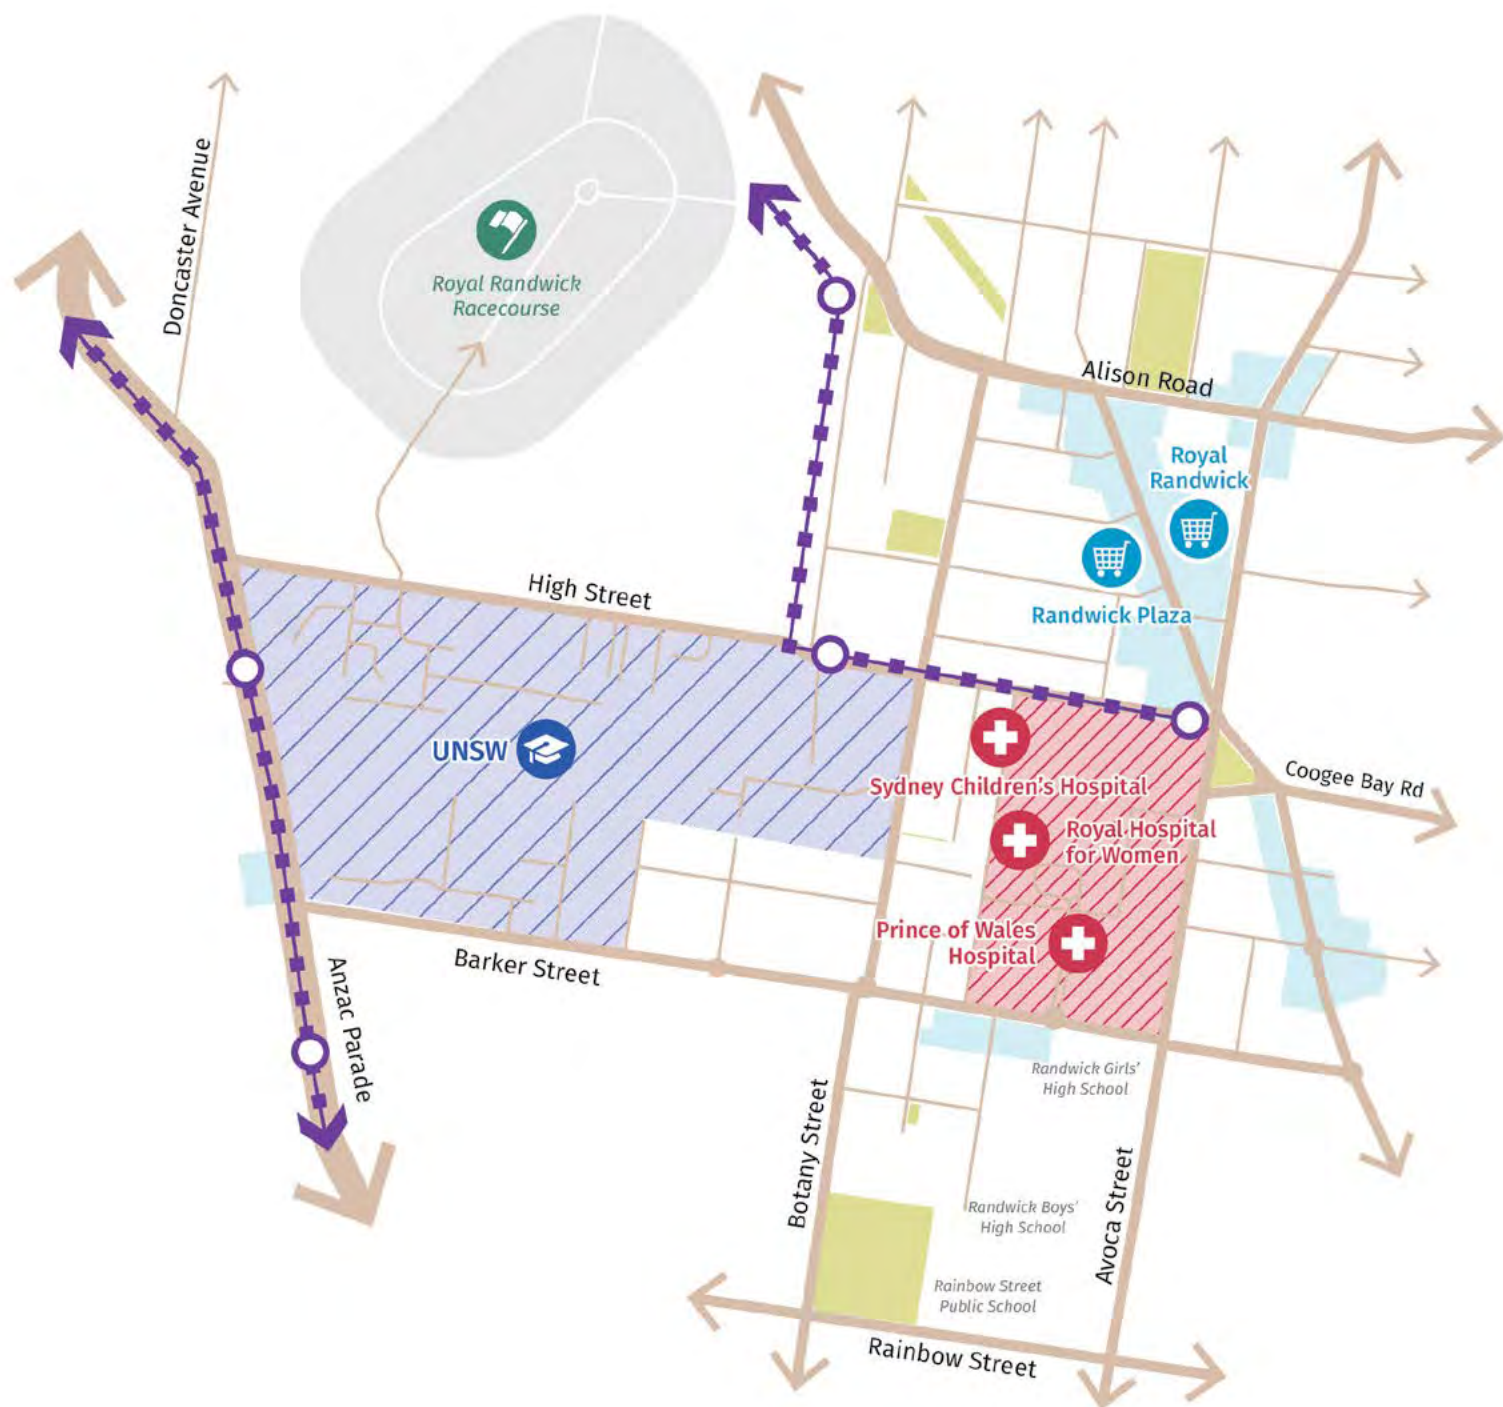 Doncaster Avenue
Royal Randwick
Racecourse
Alison Road
Royal
Randwick
Randwick Plaza
High Street
UNSW
Sydney Children's Hospital
Coogee Bay Rd
Royal Hospital
for Women
Prince of Wales
Hospital
Barker Street
Anzac Parade
Randwick Girls'
High School
Botany Street
Avoca Street
Randwick Boys'
High School
Rainbow Street
Public School
Rainbow Street